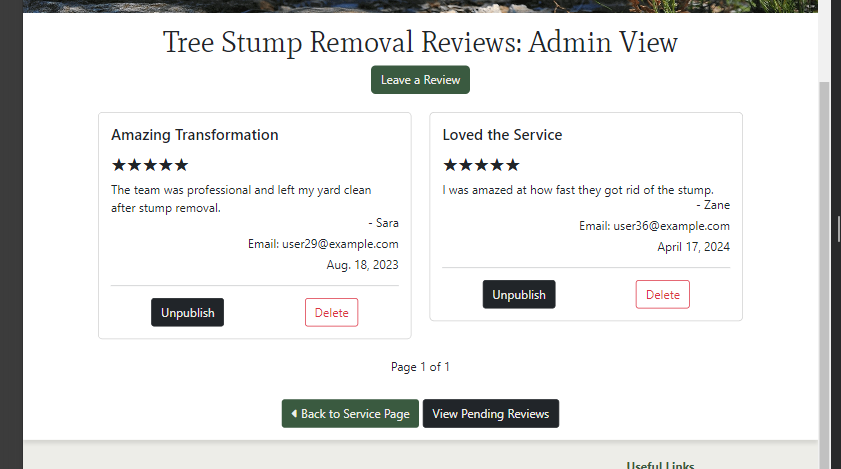 Tree Stump Removal Reviews: Admin View
Leave a Review
Amazing Transformation
★★★★★
The team was professional and left my yard clean
after stump removal.
- Sara
Email: user29@example.com
Aug. 18, 2023
Unpublish
Delete
Loved the Service
★★★★★
I was amazed at how fast they got rid of the stump.
- Zane
Email: user36@example.com
April 17, 2024
Unpublish
Delete
Page 1 of 1
Back to Service Page
View Pending Reviews
Useful Links